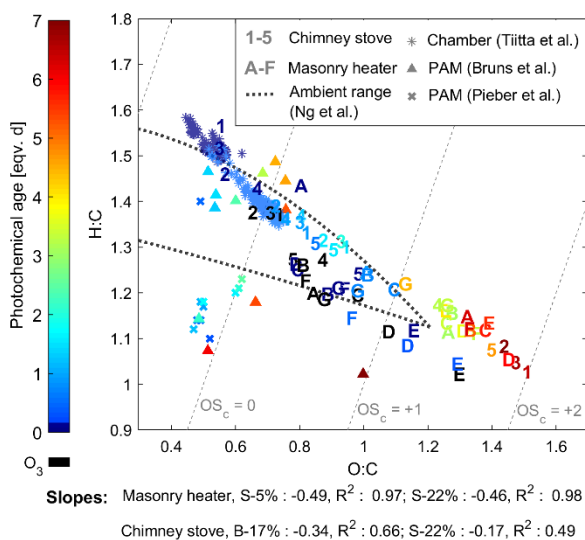 1-5 Chimney stove
A-F Masonry heater
Ambient range
(Ng et al.)
Chamber (Tiitta et al.)
PAM (Bruns et al.)
PAM (Pieber et al.)
Photochemical age [eqv. d]
7
6
5
4
3
2
1
0
O3
H:C
1.8
1.7
1.6
1.5
1.4
1.3
1.2
1.1
1
0.9
OSc = 0
OSc = +1
OSc = +2
0.4 0.6 0.8 1 1.2 1.4 1.6
O:C
Slopes: Masonry heater, S-5% : -0.49, R2 : 0.97; S-22% : -0.46, R2 : 0.98
Chimney stove, B-17% : -0.34, R2 : 0.66; S-22% : -0.17, R2 : 0.49